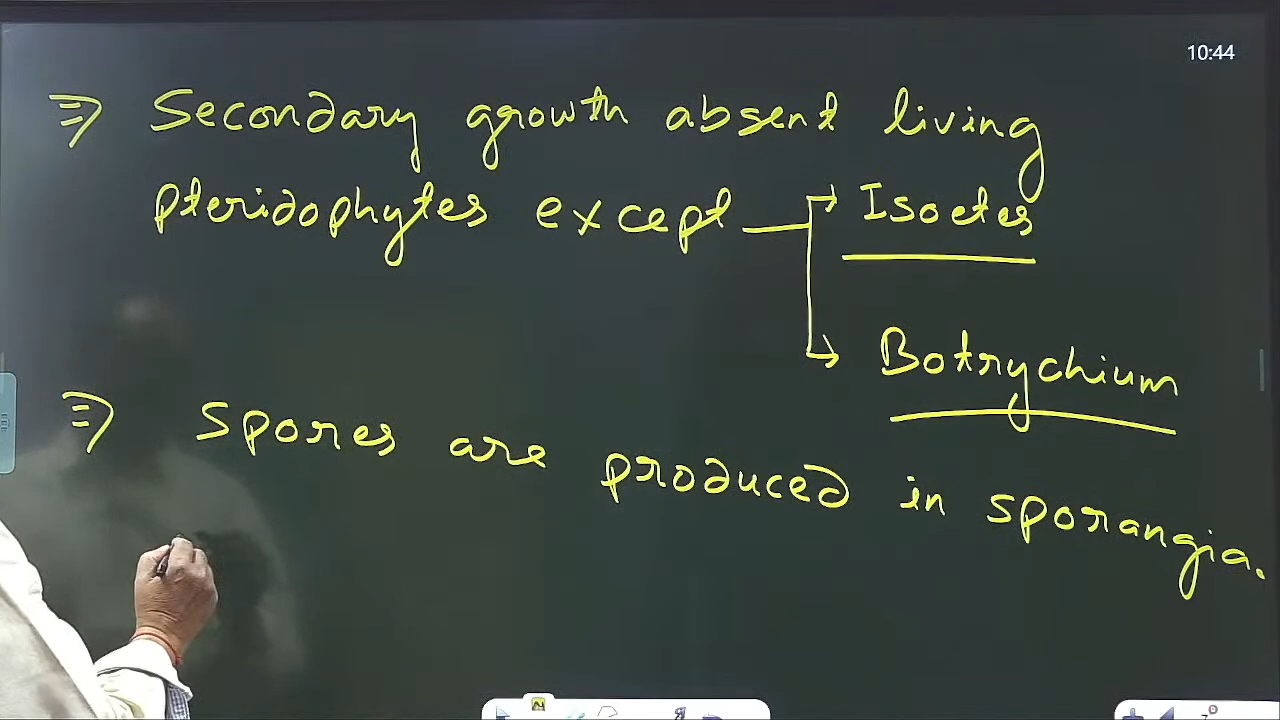 10:44
⇒ Secondary growth absent living
pteridophytes except → Isoetes
→ Botrychium
⇒ Spores are produced in sporangia.